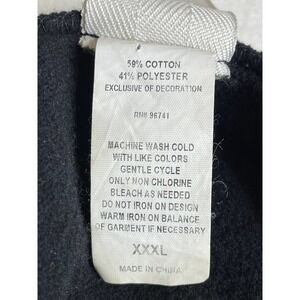 59% COTTON
41% POLYESTER
EXCLUSIVE OF DECORATION
RN# 96741
MACHINE WASH COLD
WITH LIKE COLORS
GENTLE CYCLE
ONLY NON CHLORINE
BLEACH AS NEEDED
DO NOT IRON ON DESIGN
WARM IRON ON BALANCE
OF GARMENT IF NECESSARY
XXXL
MADE IN CHINA